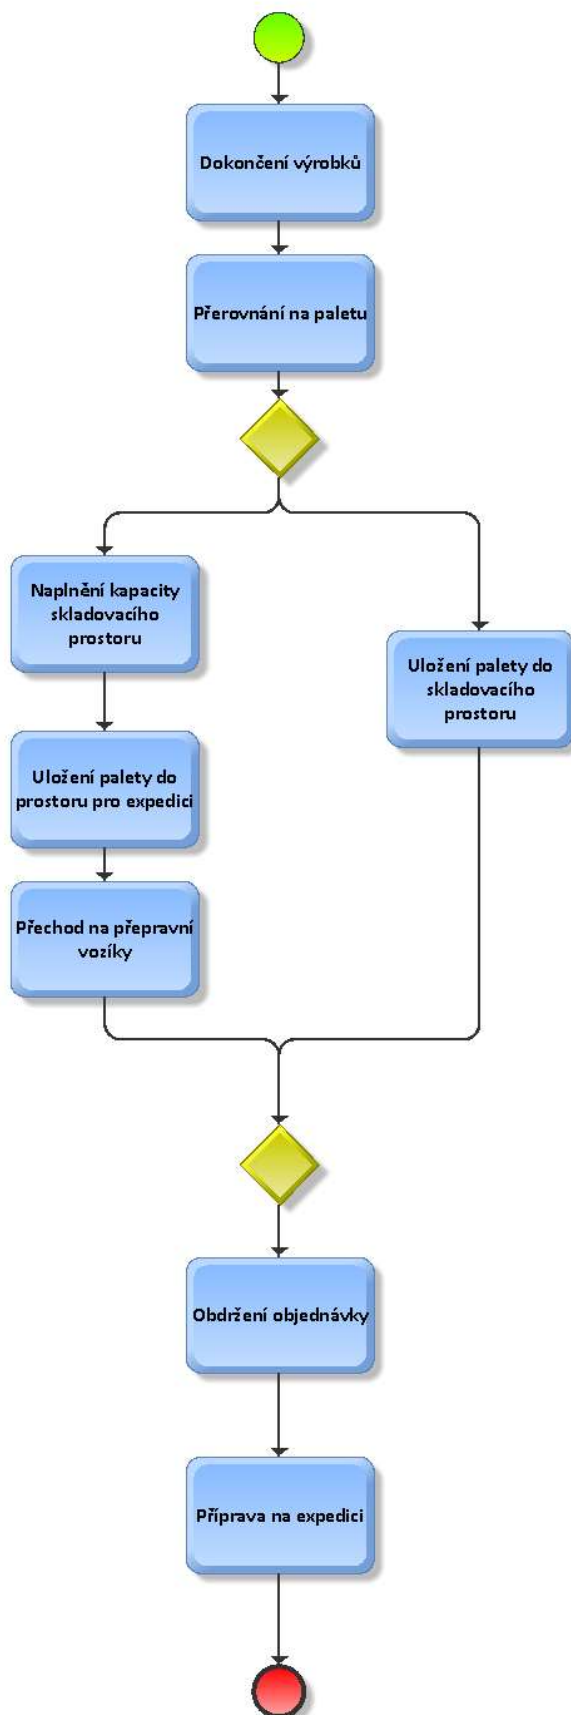 Dokončení výrobků
Přerovnání na paletu
Naplnění kapacity
skladovacího
prostoru
Uložení palety do
skladovacího
prostoru
Uložení palety do
prostoru pro expedici
Přechod na přepravní
vozíky
Obdržení objednávky
Příprava na expedici